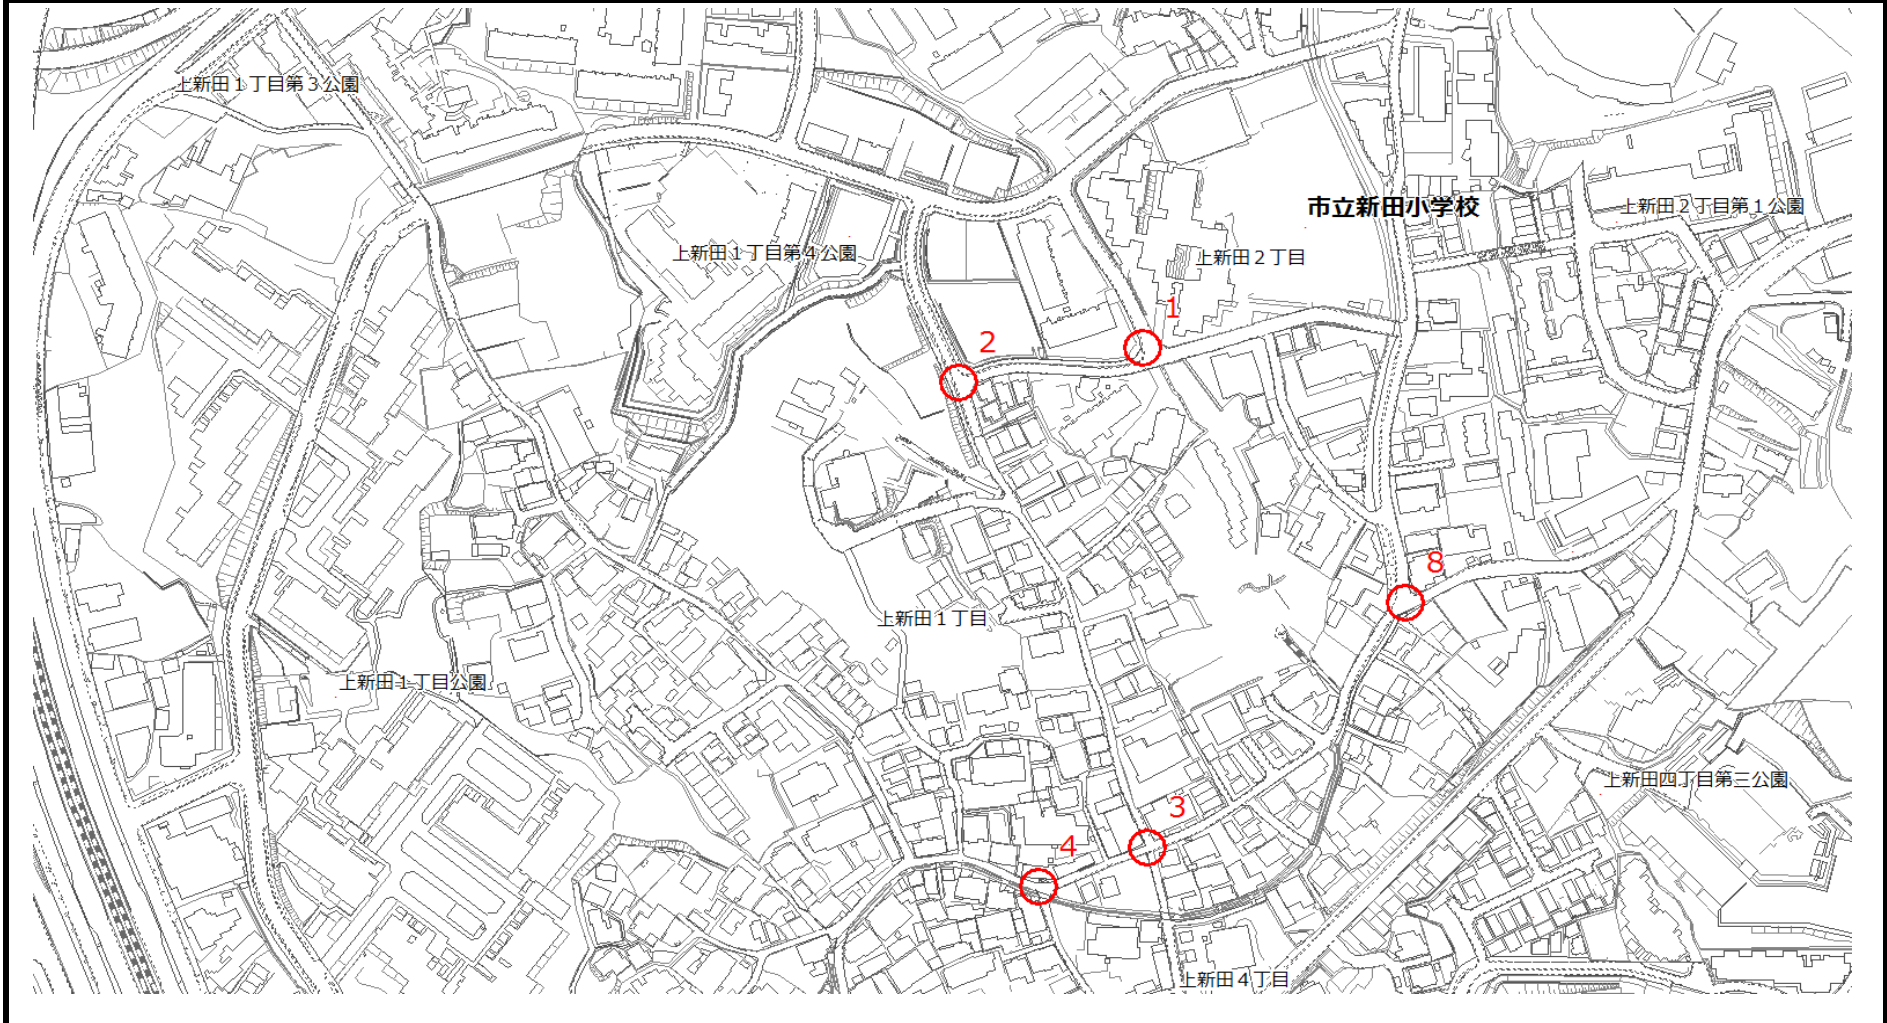 上新田１丁目第３公園
市立新田小学校
上新田２丁目第１公園
上新田１丁目第４公園
上新田２丁目
1
2
8
上新田１丁目
上新田１丁目公園
上新田四丁目第三公園
3
4
上新田４丁目